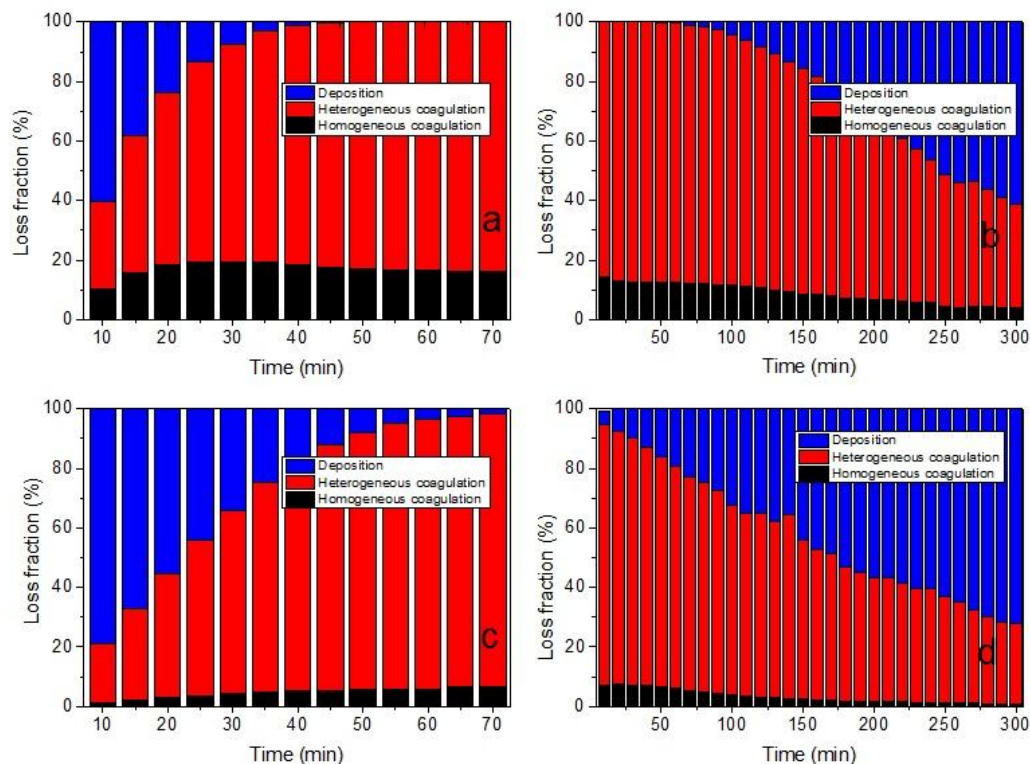 Loss fraction (%)
100
80
60
40
20
0
Deposition
Heterogeneous coagulation
Homogeneous coagulation
a
10 20 30 40 50 60 70
Time (min)
Loss fraction (%)
100
80
60
40
20
0
Deposition
Heterogeneous coagulation
Homogeneous coagulation
b
50 100 150 200 250 300
Time (min)
Loss fraction (%)
100
80
60
40
20
0
Deposition
Heterogeneous coagulation
Homogeneous coagulation
c
10 20 30 40 50 60 70
Time (min)
Loss fraction (%)
100
80
60
40
20
0
Deposition
Heterogeneous coagulation
Homogeneous coagulation
d
50 100 150 200 250 300
Time (min)